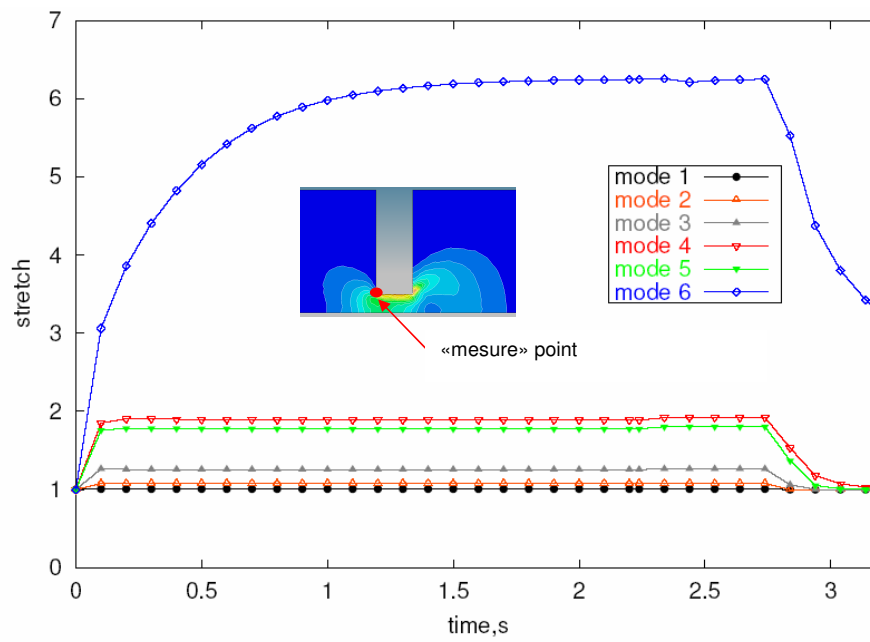 7
6
5
4
3
2
1
0
stretch
mode 1
mode 2
mode 3
mode 4
mode 5
mode 6
«mesure» point
0
0.5
1
1.5
2
2.5
3
time,s